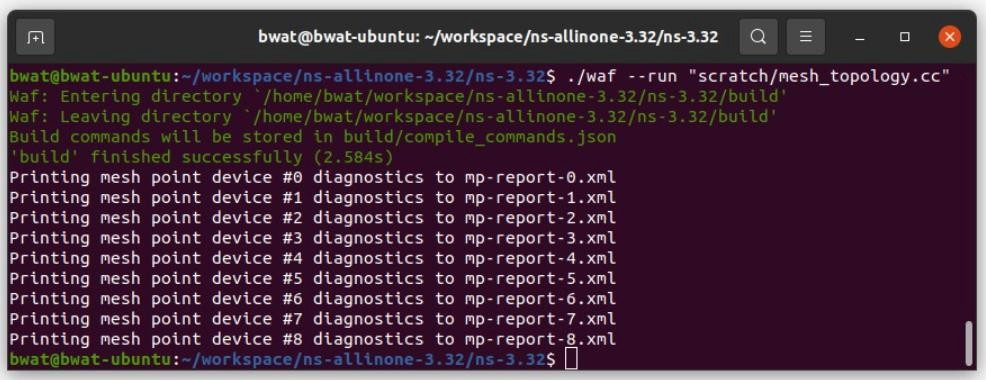 bwat@bwat-ubuntu: ~/workspace/ns-allinone-3.32/ns-3.32
bwat@bwat-ubuntu:~/workspace/ns-allinone-3.32/ns-3.32$ ./waf --run "scratch/mesh_topology.cc"
Waf: Entering directory `/home/bwat/workspace/ns-allinone-3.32/ns-3.32/build'
Waf: Leaving directory `/home/bwat/workspace/ns-allinone-3.32/ns-3.32/build'
Build commands will be stored in build/compile_commands.json
'build' finished successfully (2.584s)
Printing mesh point device #0 diagnostics to mp-report-0.xml
Printing mesh point device #1 diagnostics to mp-report-1.xml
Printing mesh point device #2 diagnostics to mp-report-2.xml
Printing mesh point device #3 diagnostics to mp-report-3.xml
Printing mesh point device #4 diagnostics to mp-report-4.xml
Printing mesh point device #5 diagnostics to mp-report-5.xml
Printing mesh point device #6 diagnostics to mp-report-6.xml
Printing mesh point device #7 diagnostics to mp-report-7.xml
Printing mesh point device #8 diagnostics to mp-report-8.xml
bwat@bwat-ubuntu:~/workspace/ns-allinone-3.32/ns-3.32$